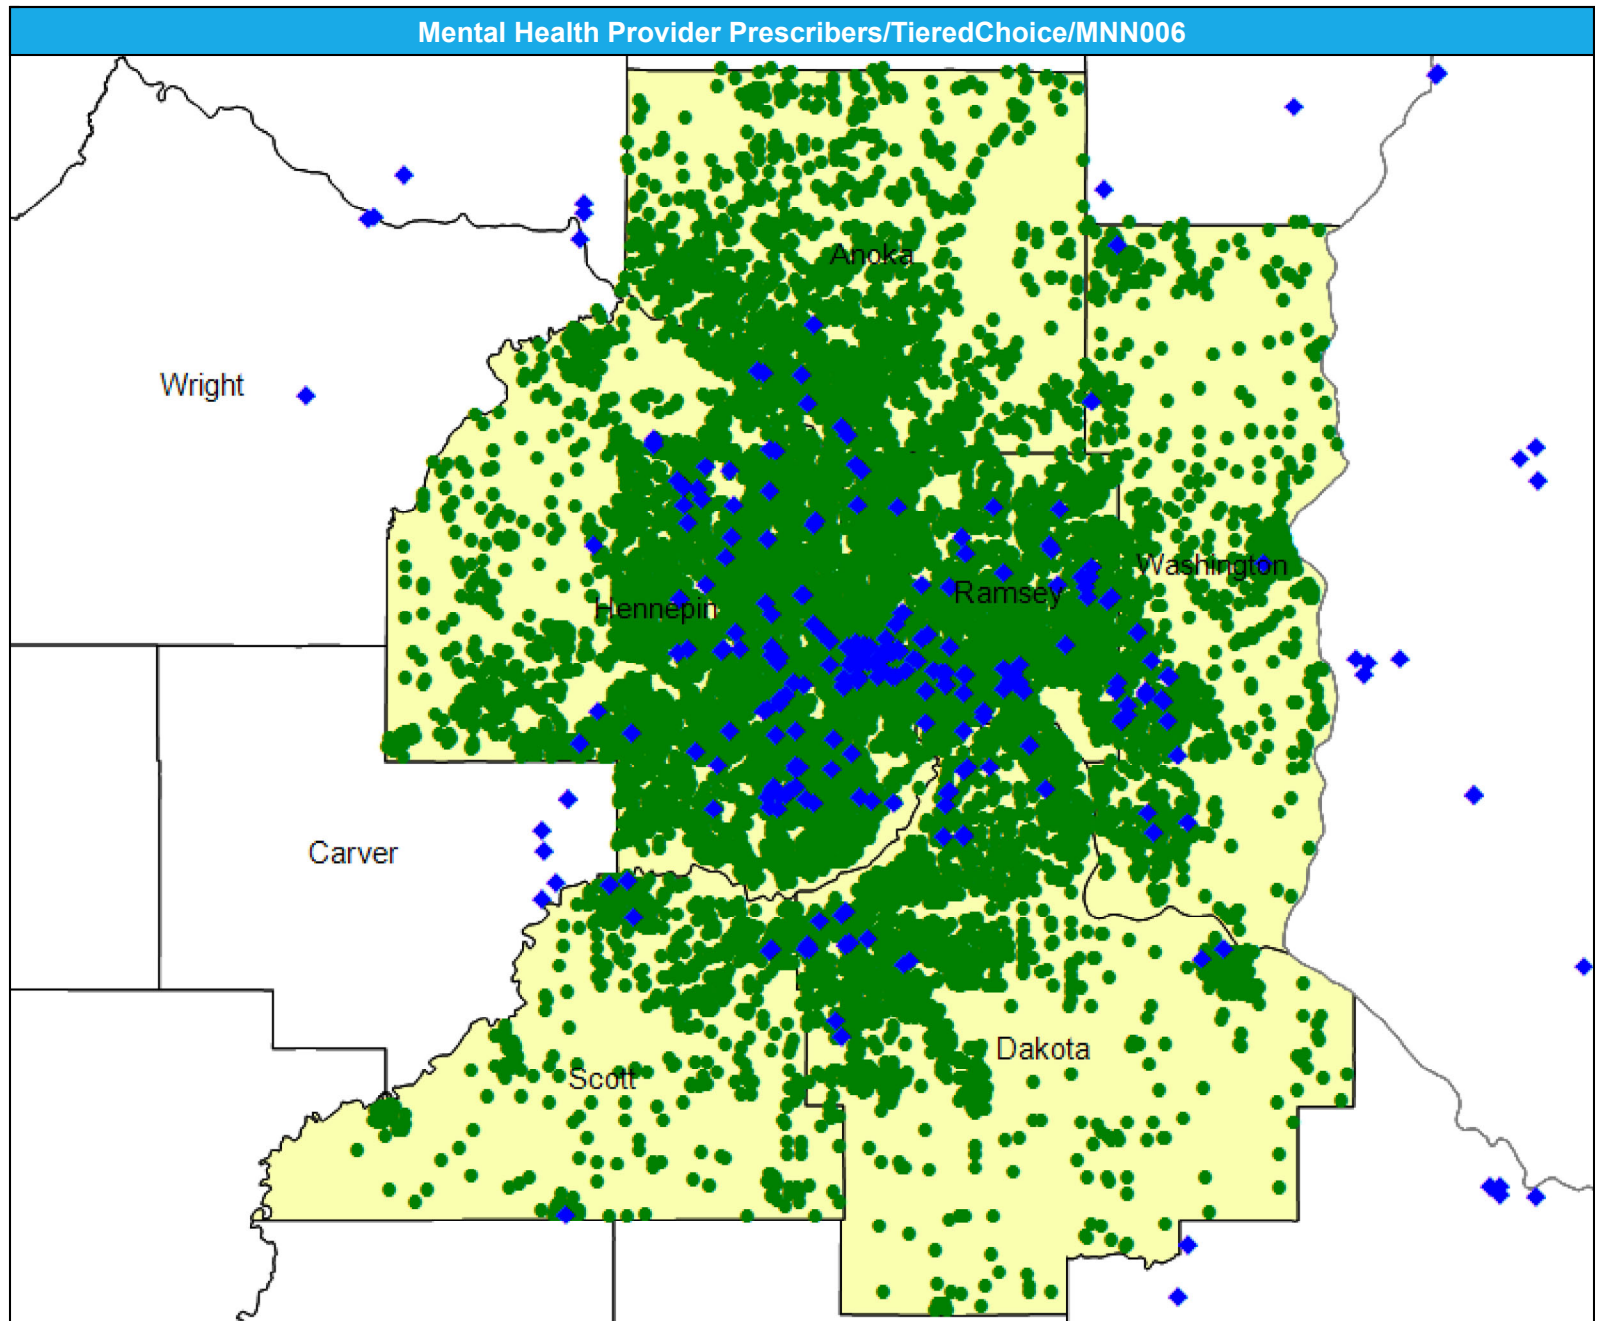 Mental Health Provider Prescribers/TieredChoice/MNN006
Anoka
Wright
Washington
Ramsey
Hennepin
Carver
Dakota
Scott